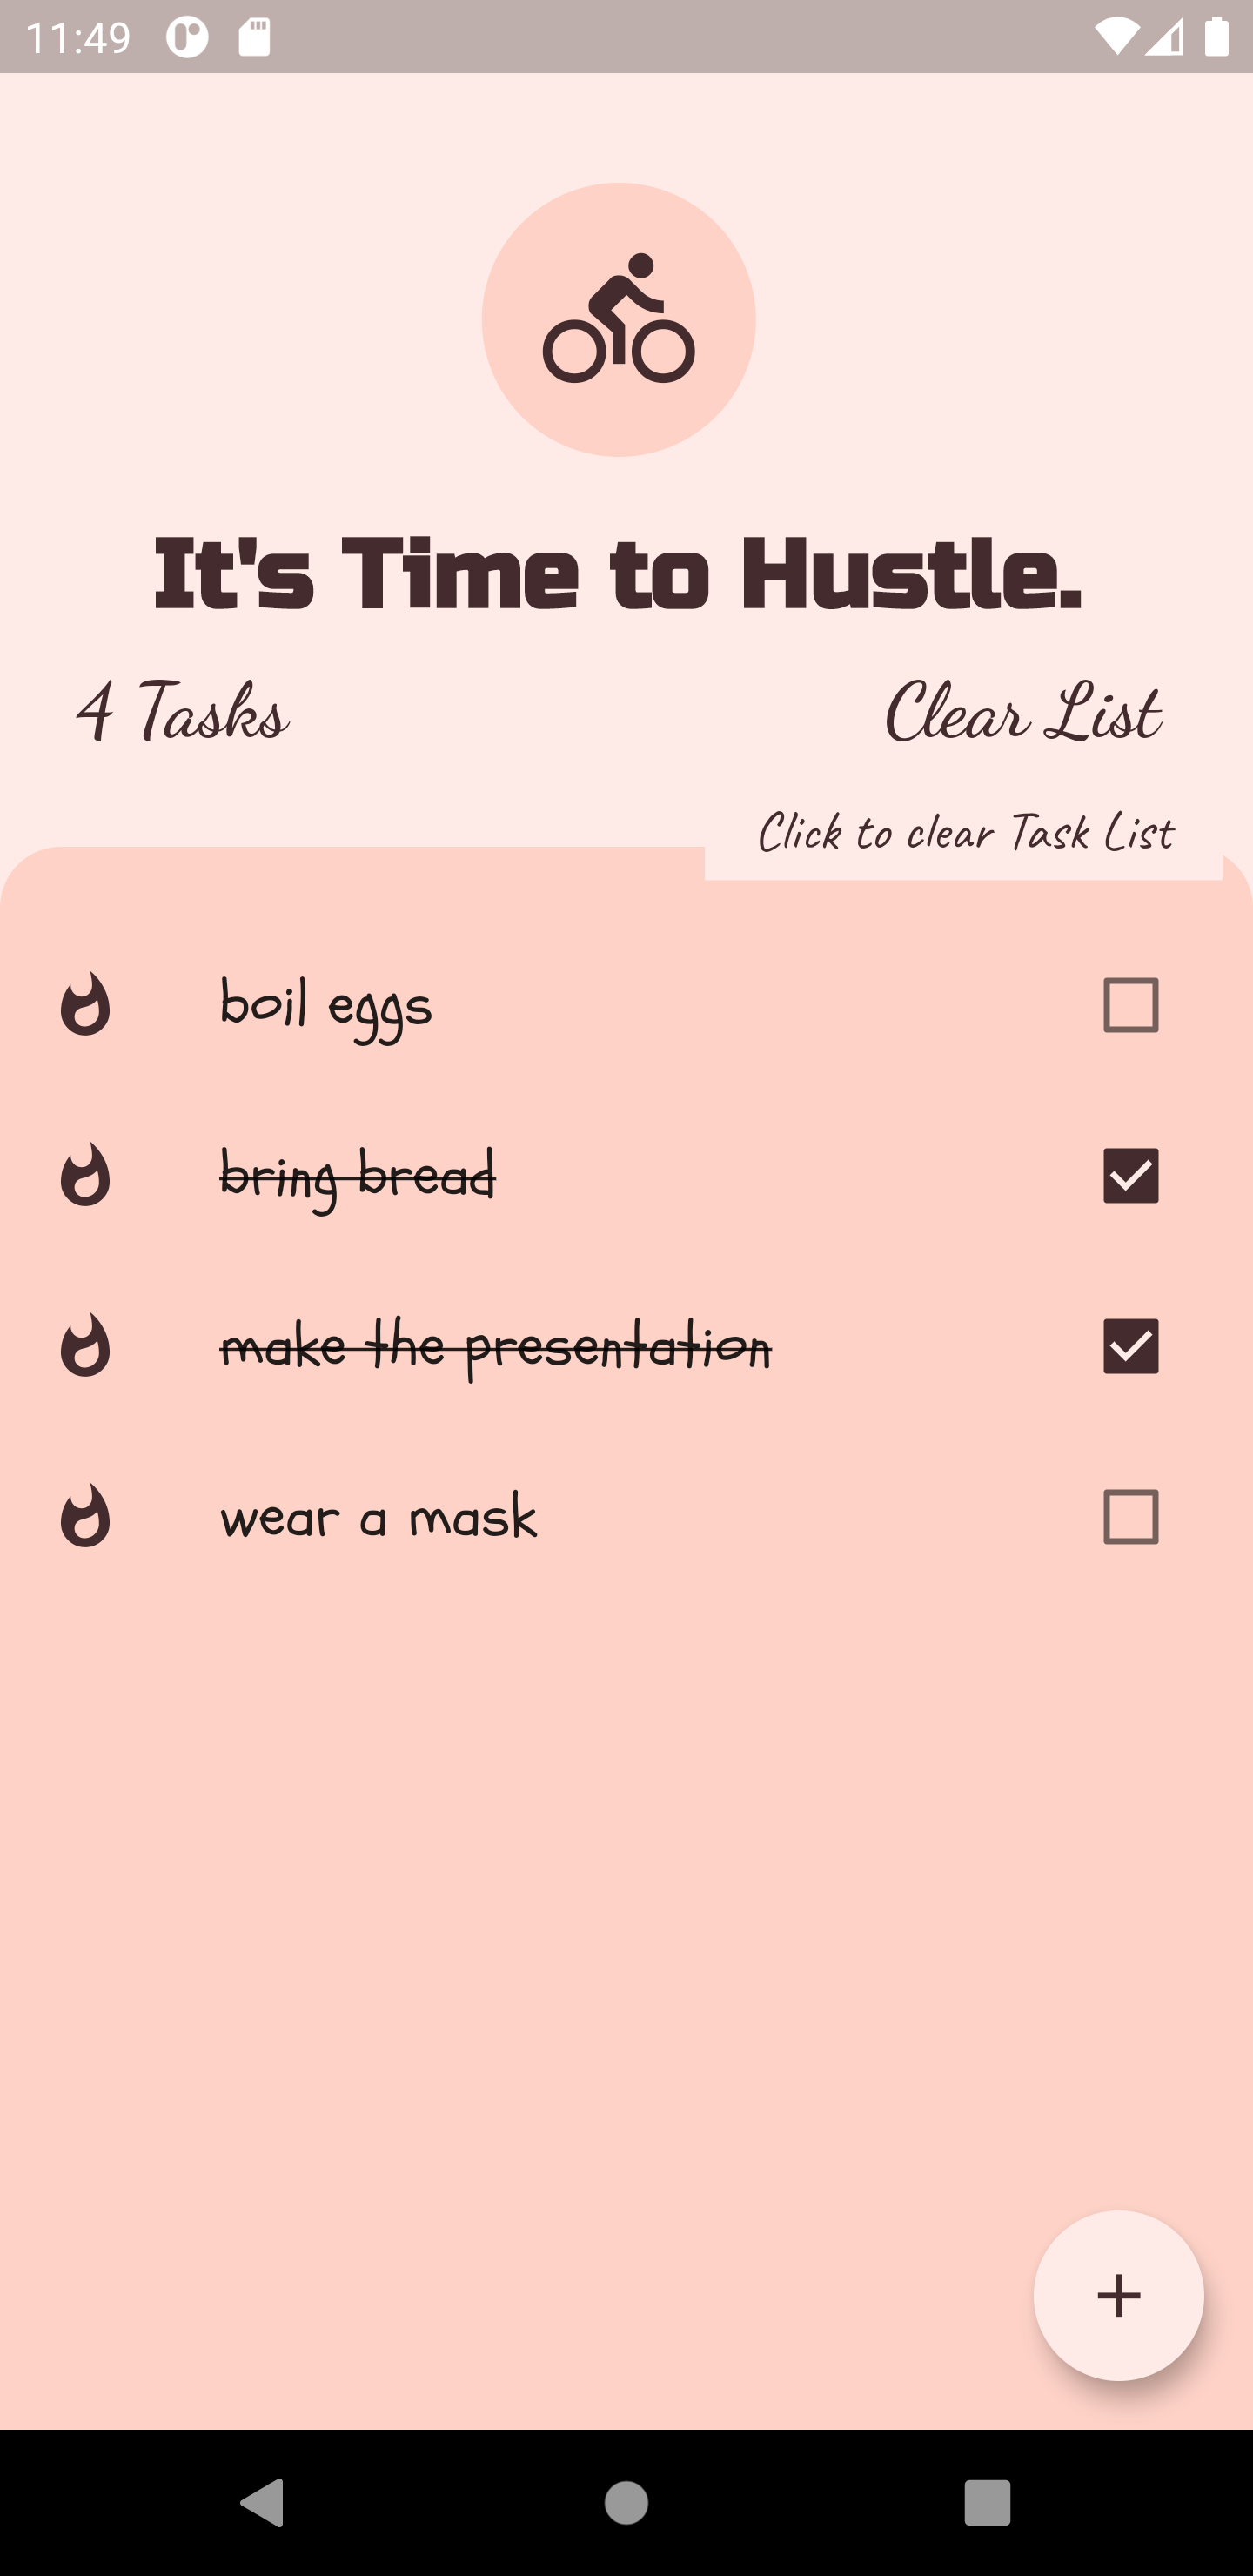 11:49
It's Time to Hustle.
4 Tasks
Clear List
Click to clear Task List
boil eggs
bring bread
make the presentation
wear a mask